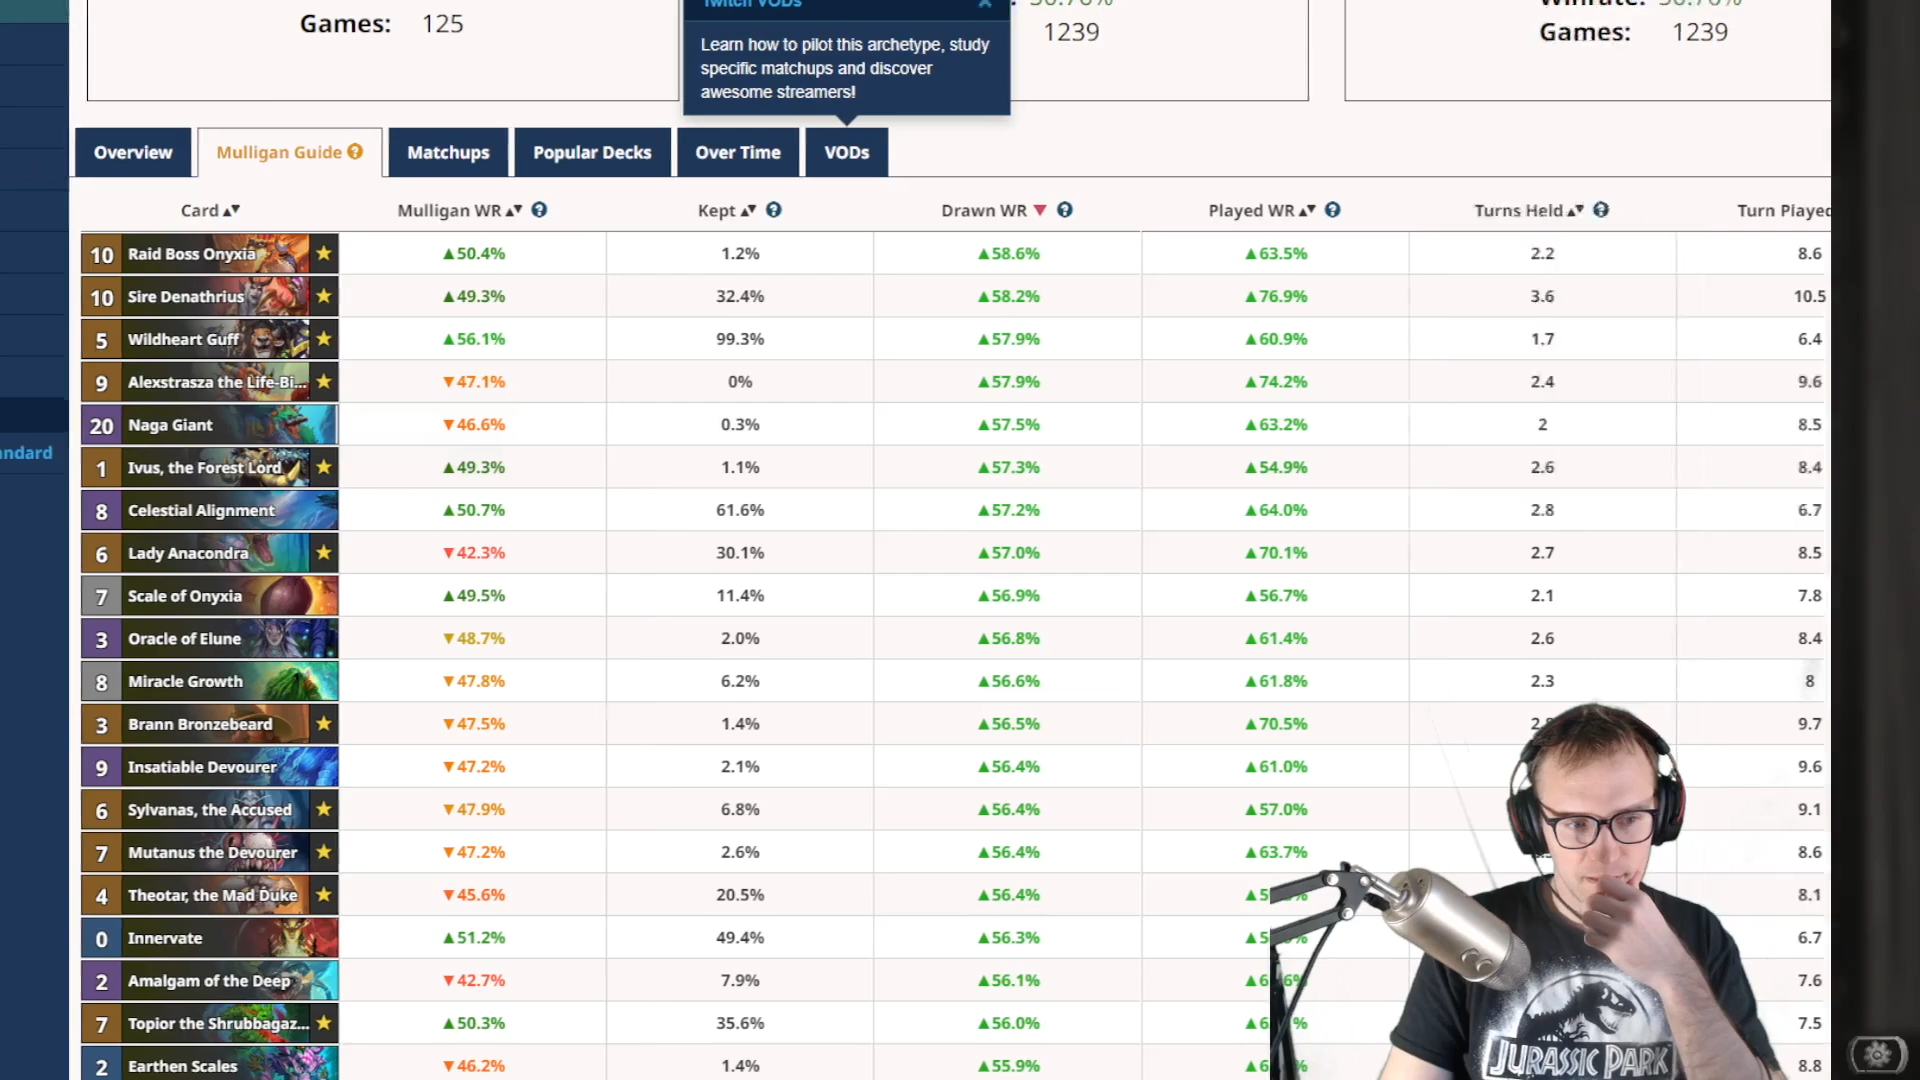 Games: 125
Twitch VODs
Learn how to pilot this archetype, study
specific matchups and discover
awesome streamers!
1239
Winrate:
Games: 1239
Overview
Mulligan Guide
Matchups
Popular Decks
Over Time
VODs
Card Mulligan WR Kept Drawn WR Played WR Turns Held Turn Played
10 Raid Boss Onyxia ▲50.4% 1.2% ▲58.6% ▲63.5% 2.2 8.6
10 Sire Denathrius ▲49.3% 32.4% ▲58.2% ▲76.9% 3.6 10.5
5 Wildheart Guff ▲56.1% 99.3% ▲57.9% ▲60.9% 1.7 6.4
9 Alexstrasza the Life-Bi... ▼47.1% 0% ▲57.9% ▲74.2% 2.4 9.6
20 Naga Giant ▼46.6% 0.3% ▲57.5% ▲63.2% 2 8.5
andard
1 Ivus, the Forest Lord ▲49.3% 1.1% ▲57.3% ▲54.9% 2.6 8.4
8 Celestial Alignment ▲50.7% 61.6% ▲57.2% ▲64.0% 2.8 6.7
6 Lady Anacondra ▼42.3% 30.1% ▲57.0% ▲70.1% 2.7 8.5
7 Scale of Onyxia ▲49.5% 11.4% ▲56.9% ▲56.7% 2.1 7.8
3 Oracle of Elune ▼48.7% 2.0% ▲56.8% ▲61.4% 2.6 8.4
8 Miracle Growth ▼47.8% 6.2% ▲56.6% ▲61.8% 2.3 8
3 Brann Bronzebeard ▼47.5% 1.4% ▲56.5% ▲70.5% 9.7
9 Insatiable Devourer ▼47.2% 2.1% ▲56.4% ▲61.0% 9.6
6 Sylvanas, the Accused ▼47.9% 6.8% ▲56.4% ▲57.0% 9.1
7 Mutanus the Devourer ▼47.2% 2.6% ▲56.4% ▲63.7% 8.6
4 Theotar, the Mad Duke ▼45.6% 20.5% ▲56.4% 8.1
0 Innervate ▲51.2% 49.4% ▲56.3% 6.7
2 Amalgam of the Deep ▼42.7% 7.9% ▲56.1% 7.6
7 Topior the Shrubbagaz... ▲50.3% 35.6% ▲56.0% 7.5
2 Earthen Scales ▼46.2% 1.4% ▲55.9% 8.8
JURASSIC PARK